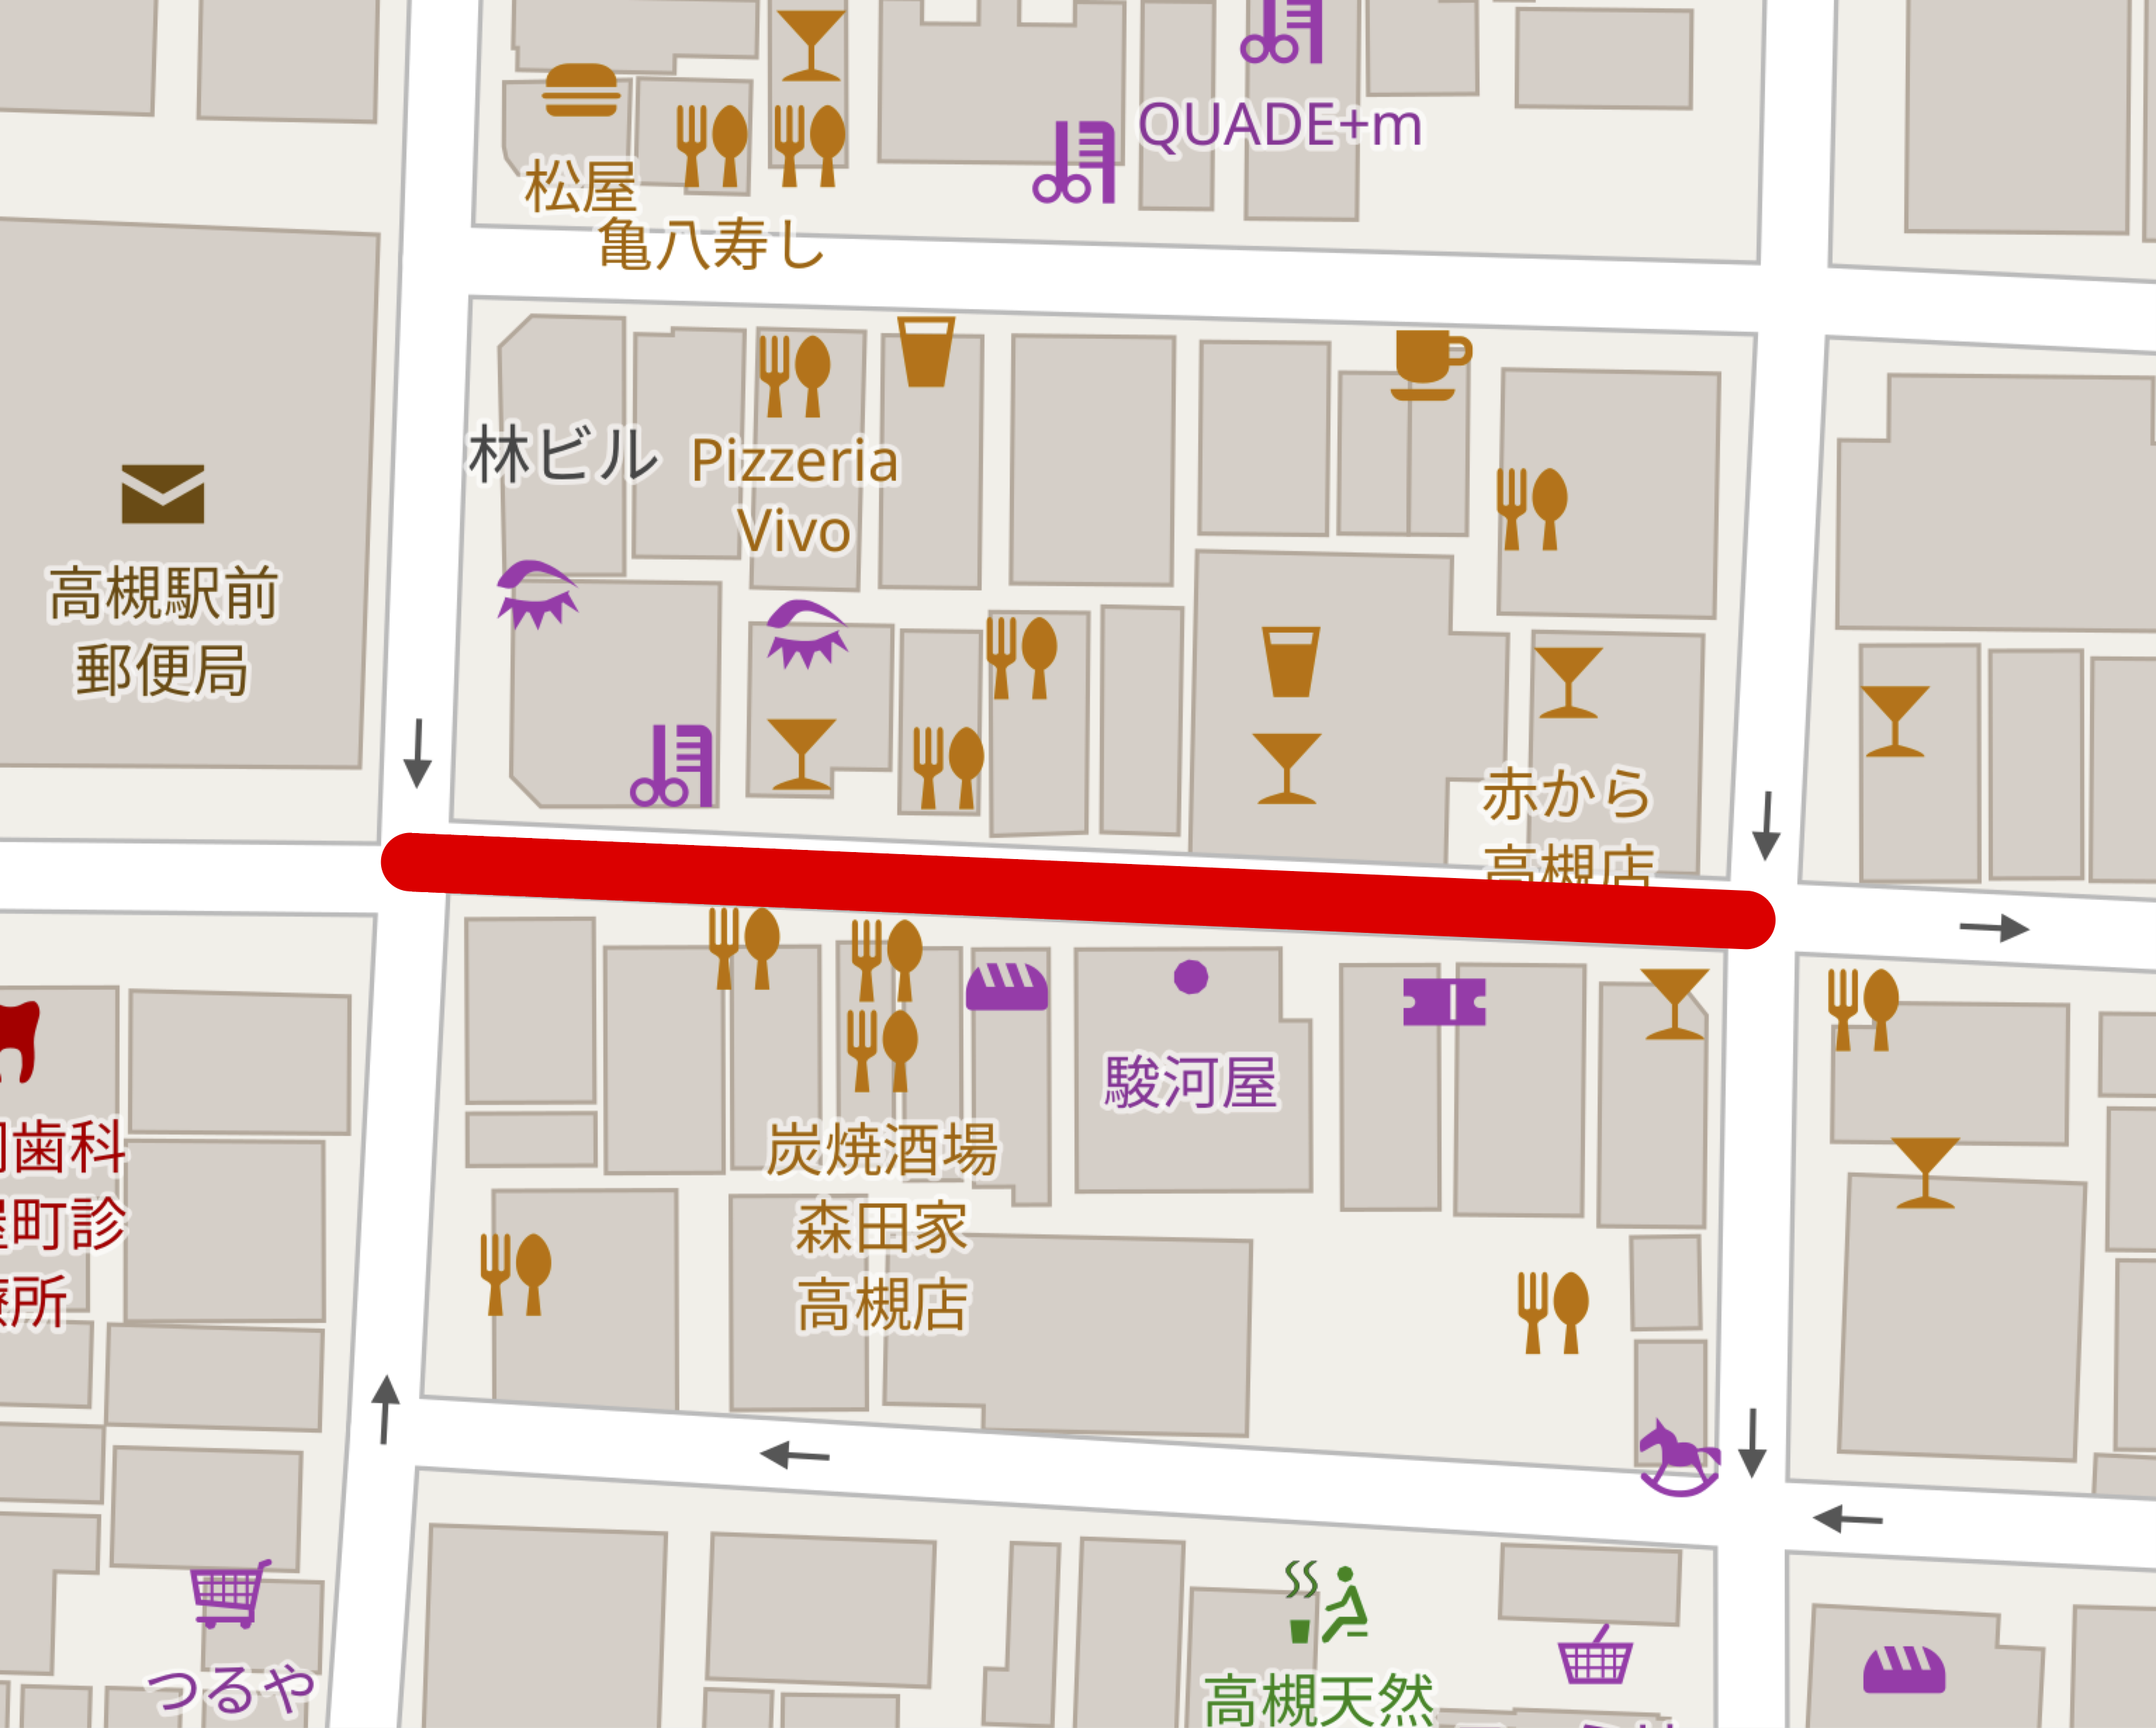 QUADE+m
松屋
亀八寿し
林ビル
Pizzeria
Vivo
高槻駅前
郵便局
赤から
高槻店
駿河屋
歯科
町診
所
炭焼酒場
森田家
高槻店
つるや
高槻天然